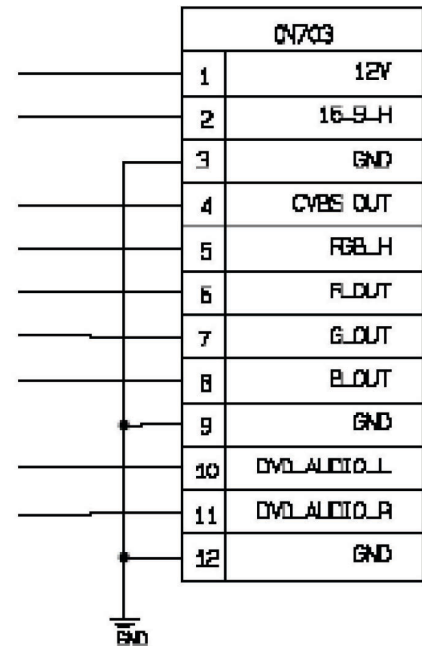 CN703
1 12V
2 16_9_H
3 GND
4 CVBS OUT
5 RGB_H
6 R_OUT
7 G_OUT
8 B_OUT
9 GND
10 DVD_AUDIO_L
11 DVD_AUDIO_R
12 GND
GND